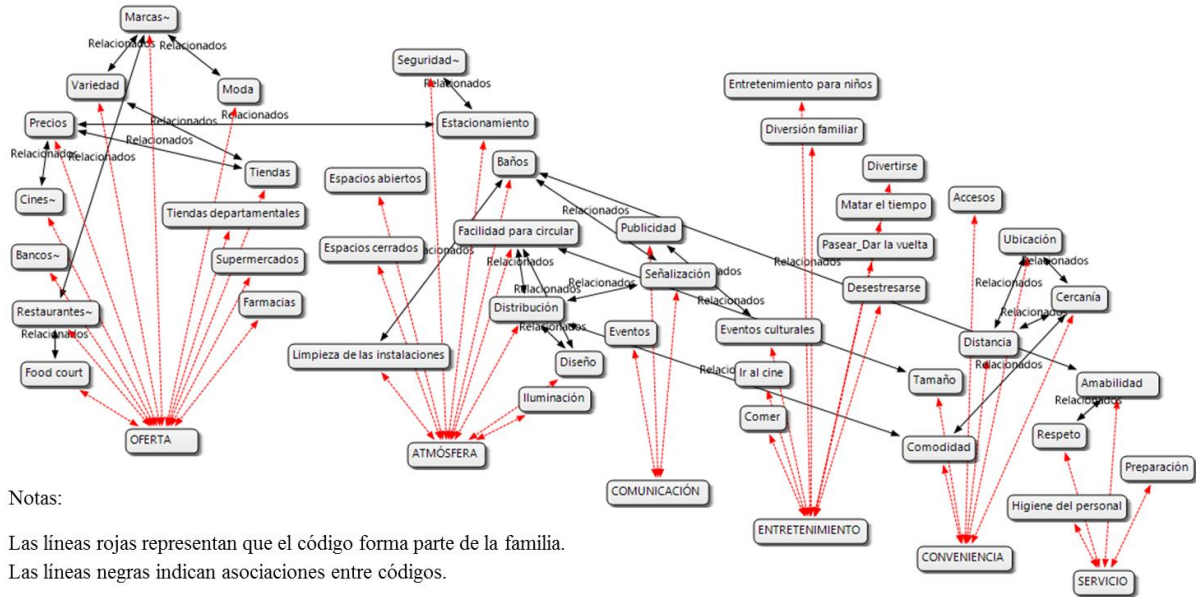 Marcas~
Relacionados
Relacionados
Variedad
Moda
Relacionados
Precios
Relacionados
Relacionados
Relacionados
Tiendas
Cines~
Tiendas departamentales
Bancos~
Supermercados
Restaurantes~
Farmacias
Relacionados
Food court
OFERTA
Seguridad~
Relacionados
Estacionamiento
Baños
Espacios abiertos
Relacionados
Facilidad para circular
Espacios cerrados
Relacionados
Relacionados
Distribución
Relacionados
Relacionados
Limpieza de las instalaciones
Diseño
Iluminación
ATMÓSFERA
Publicidad
Señalización
Relacionados
Eventos
COMUNICACIÓN
Entretenimiento para niños
Diversión familiar
Divertirse
Matar el tiempo
Pasear_Dar la vuelta
Desestresarse
Relacionados
Eventos culturales
Relacionados
Ir al cine
Comer
ENTRETENIMIENTO
Accesos
Ubicación
Relacionados
Cercanía
Relacionados
Distancia
Relacionados
Tamaño
Comodidad
CONVENIENCIA
Amabilidad
Relacionados
Respeto
Preparación
Higiene del personal
SERVICIO
Notas:
Las líneas rojas representan que el código forma parte de la familia.
Las líneas negras indican asociaciones entre códigos.